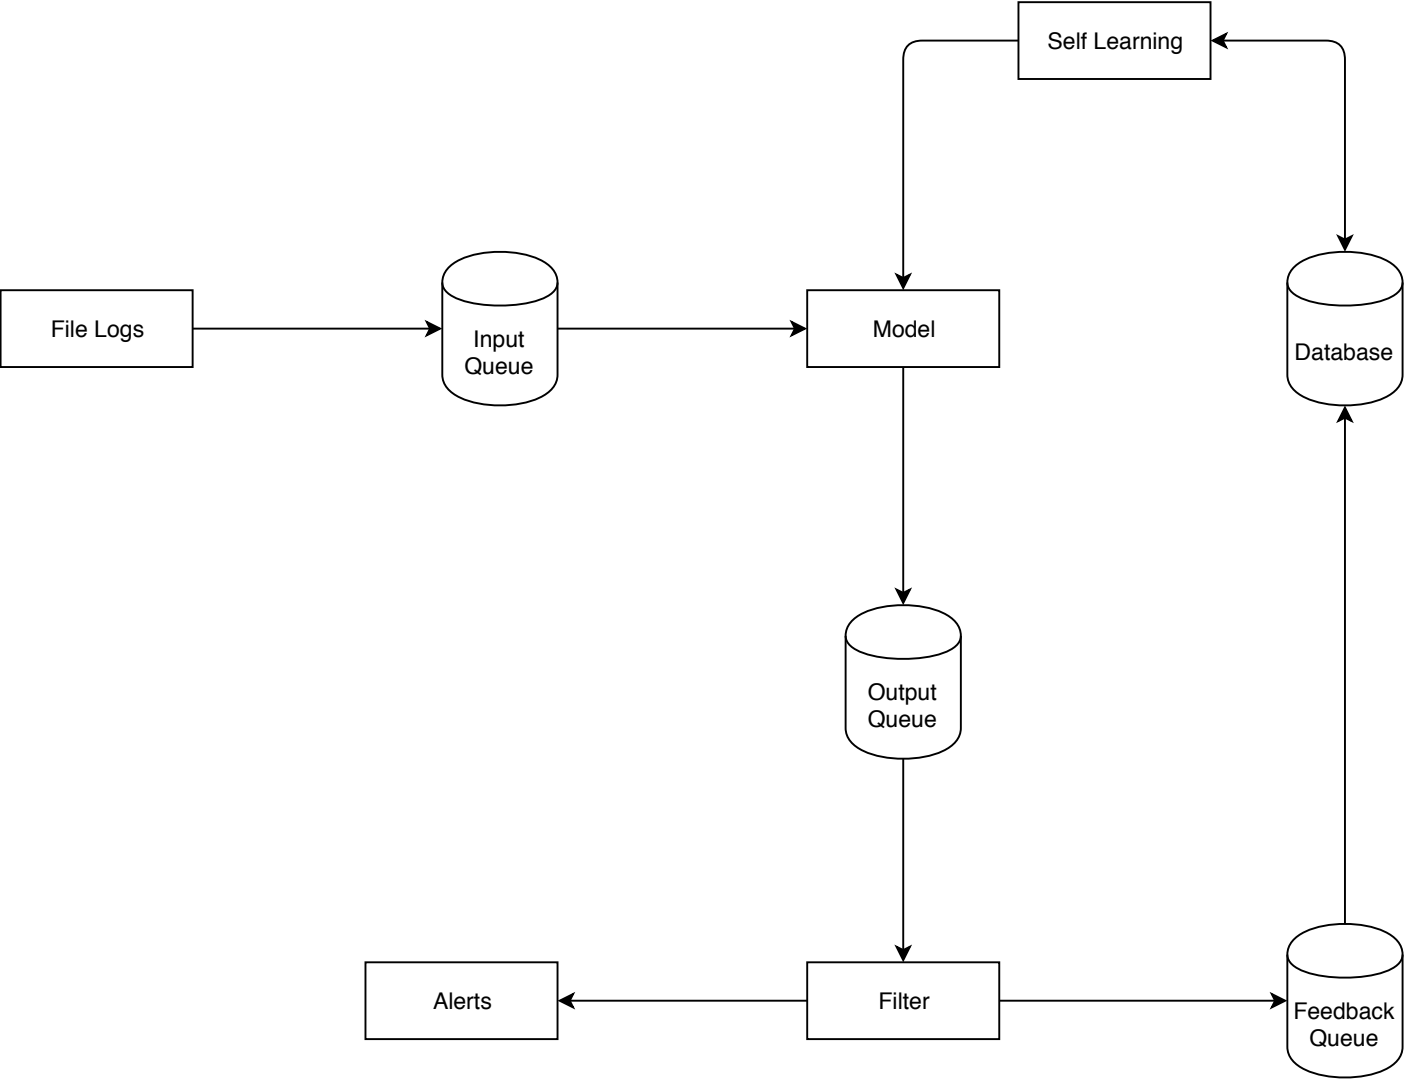 Self Learning
File Logs
Input
Queue
Model
Database
Output
Queue
Alerts
Filter
Feedback
Queue